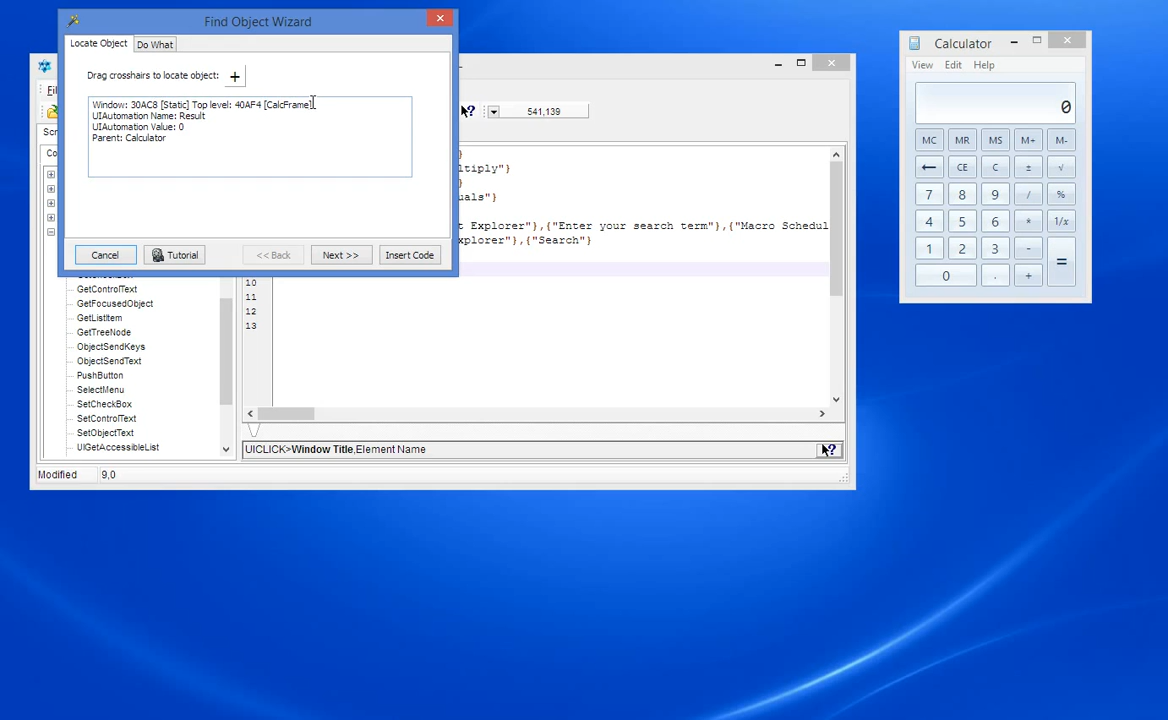 Find Object Wizard
Locate Object
Do What
Drag crosshairs to locate object:
Window: 30AC8 [Static] Top level: 40AF4 [CalcFrame]
UIAutomation Name: Result
UIAutomation Value: 0
Parent: Calculator
Cancel
Tutorial
<< Back
Next >>
Insert Code
541,139
}
ltiply"}
}
uals"}
t Explorer"},{"Enter your search term"},{"Macro Schedul
xplorer"},{"Search"}
10
11
12
13
GetControlText
GetFocusedObject
GetListItem
GetTreeNode
ObjectSendKeys
ObjectSendText
PushButton
SelectMenu
SetCheckBox
SetControlText
SetObjectText
UIGetAccessibleList
UICLICK>Window Title,Element Name
Modified
9,0
Calculator
View
Edit
Help
0
MC
MR
MS
M+
M-
←
CE
C
±
√
7
8
9
/
%
4
5
6
*
1/x
1
2
3
-
=
0
.
+